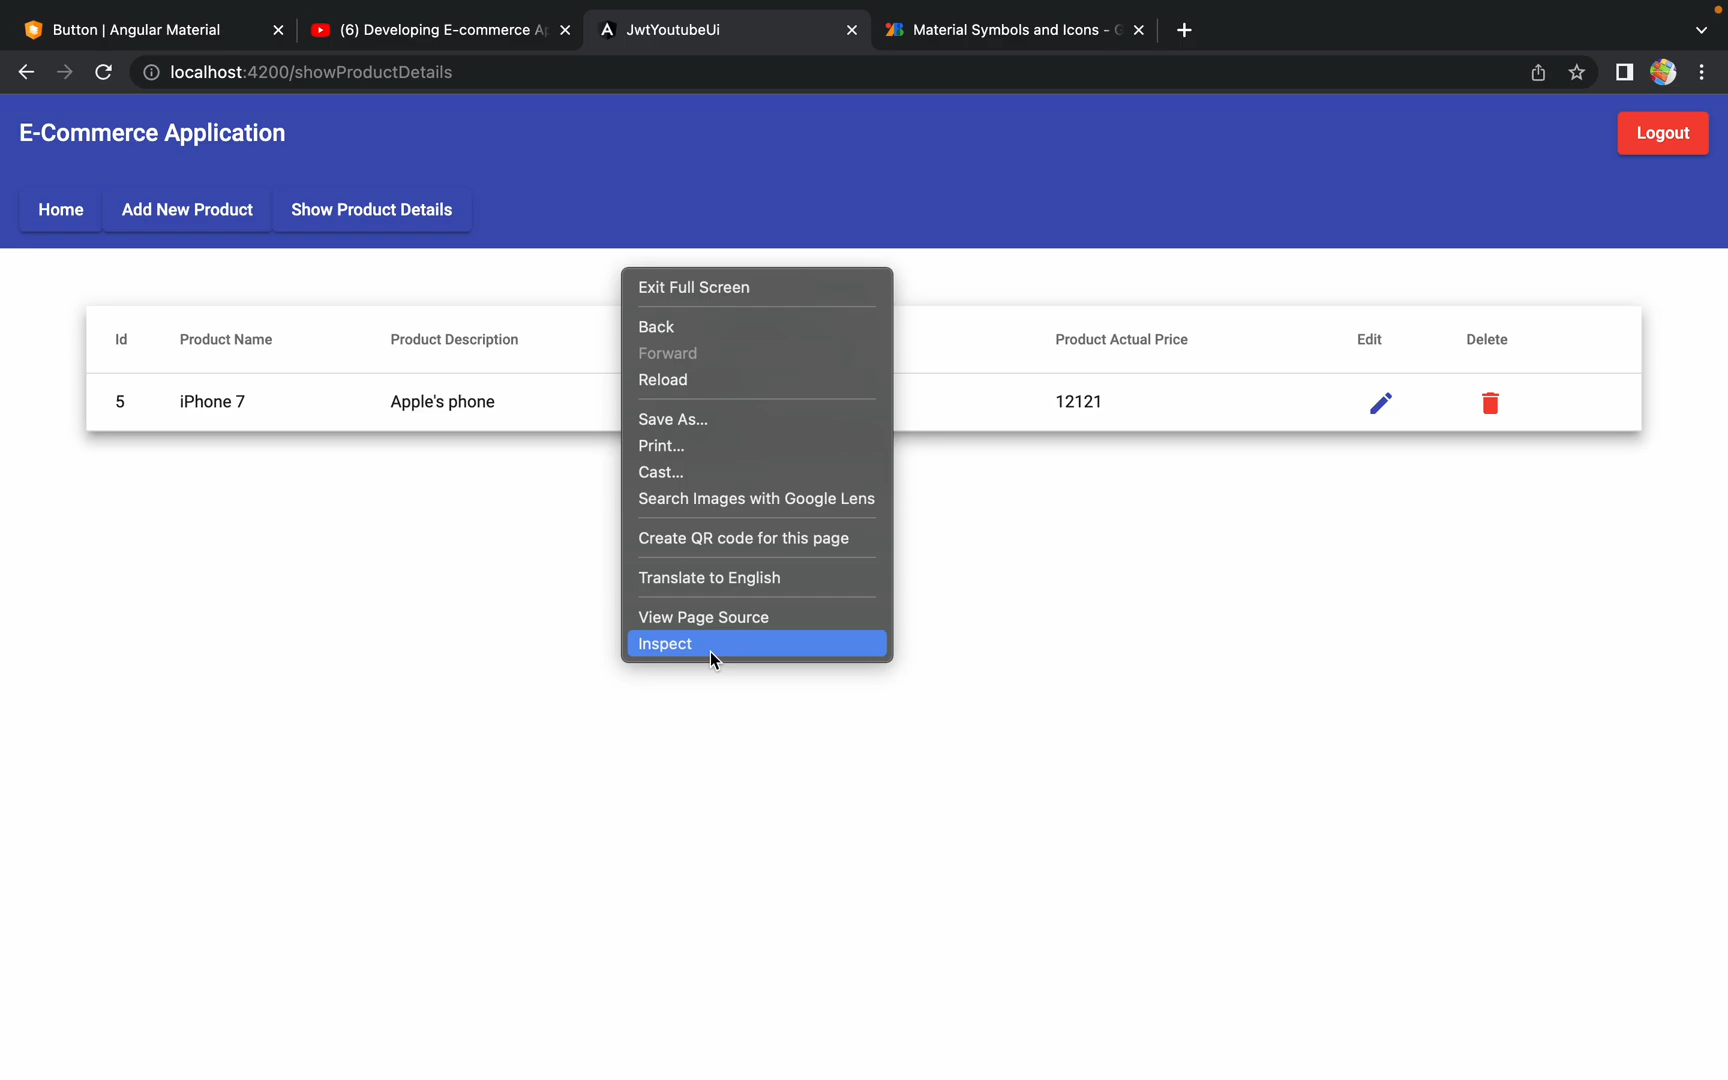 Button | Angular Material
(6) Developing E-commerce Ap
JwtYoutubeUi
Material Symbols and Icons - G
localhost:4200/showProductDetails
E-Commerce Application
Logout
Home
Add New Product
Show Product Details
Id
Product Name
Product Description
Product Actual Price
Edit
Delete
5
iPhone 7
Apple's phone
12121
Exit Full Screen
Back
Forward
Reload
Save As...
Print...
Cast...
Search Images with Google Lens
Create QR code for this page
Translate to English
View Page Source
Inspect